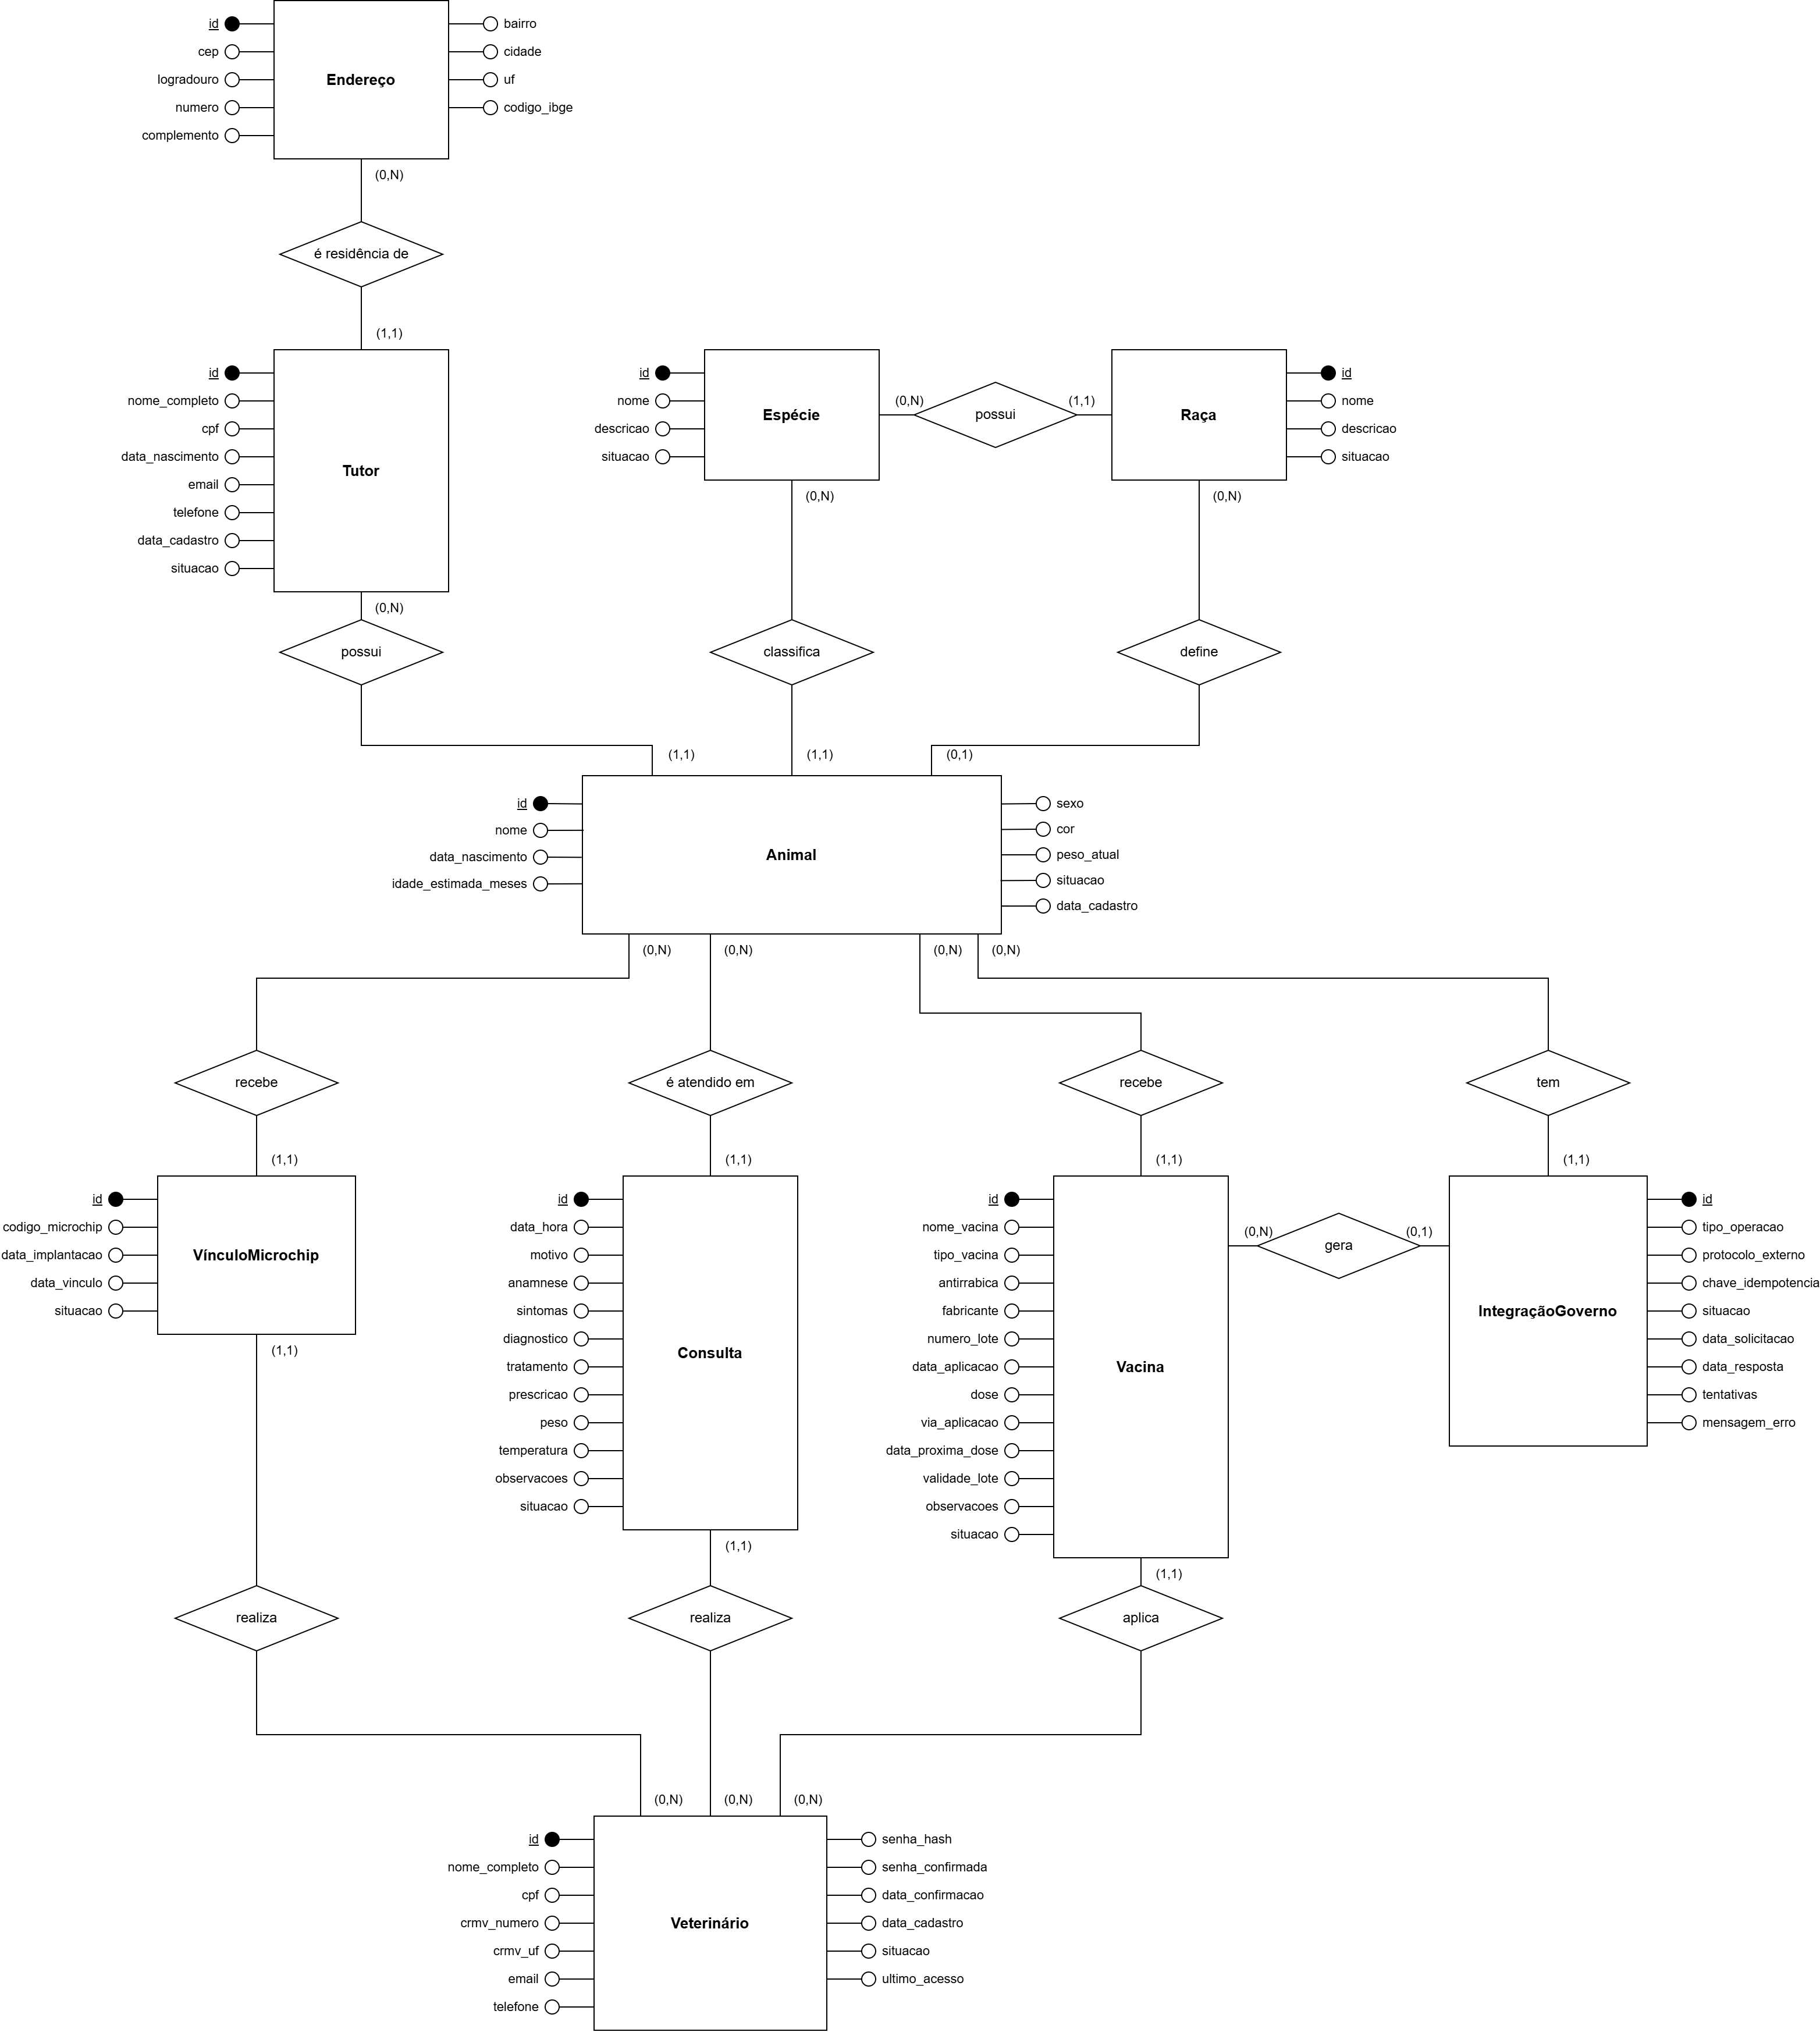 id
cep
logradouro
numero
complemento
Endereço
bairro
cidade
uf
codigo_ibge
(0,N)
é residência de
(1,1)
id
nome_completo
cpf
data_nascimento
email
telefone
data_cadastro
situacao
Tutor
(0,N)
possui
(1,1)
id
nome
descricao
situacao
Espécie
(0,N)
possui
(1,1)
Raça
id
nome
descricao
situacao
(0,N)
classifica
(1,1)
(0,N)
define
(0,1)
id
nome
data_nascimento
idade_estimada_meses
Animal
sexo
cor
peso_atual
situacao
data_cadastro
(0,N)
(0,N)
(0,N)
(0,N)
recebe
é atendido em
recebe
tem
(1,1)
(1,1)
(1,1)
(1,1)
id
codigo_microchip
data_implantacao
data_vinculo
situacao
VínculoMicrochip
(1,1)
id
data_hora
motivo
anamnese
sintomas
diagnostico
tratamento
prescricao
peso
temperatura
observacoes
situacao
Consulta
(1,1)
id
nome_vacina
tipo_vacina
antirrabica
fabricante
numero_lote
data_aplicacao
dose
via_aplicacao
data_proxima_dose
validade_lote
observacoes
situacao
Vacina
(1,1)
(0,N)
gera
(0,1)
IntegraçãoGoverno
id
tipo_operacao
protocolo_externo
chave_idempotencia
situacao
data_solicitacao
data_resposta
tentativas
mensagem_erro
realiza
realiza
aplica
(0,N)
(0,N)
(0,N)
id
nome_completo
cpf
crmv_numero
crmv_uf
email
telefone
Veterinário
senha_hash
senha_confirmada
data_confirmacao
data_cadastro
situacao
ultimo_acesso